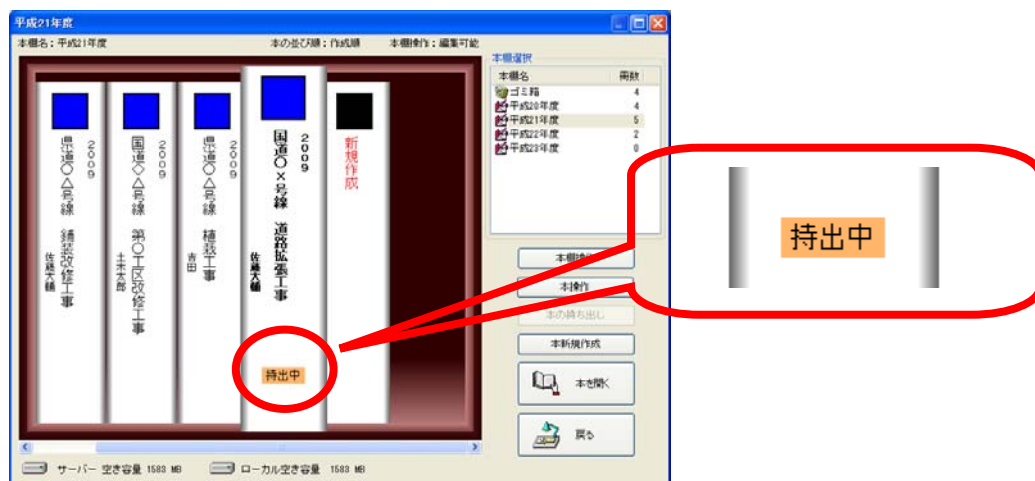 平成21年度
本棚名：平成21年度 本の並び順：作成順 本棚操作：編集可能
2009
県道〇△号線 舗装改修工事
佐藤大輔
2009
国道◇△号線 第〇工区改修工事
土木太郎
2009
県道〇△号線 植栽工事
吉田
2009
国道〇×号線 道路拡張工事
佐藤大輔
持出中
新規作成
本棚選択
本棚名 冊数
ゴミ箱 4
平成20年度 4
平成21年度 5
平成22年度 2
平成23年度 0
本棚操作
本操作
本の持ち出し
本新規作成
本を開く
戻る
サーバー 空き容量 1583 MB ローカル空き容量 1583 MB
持出中